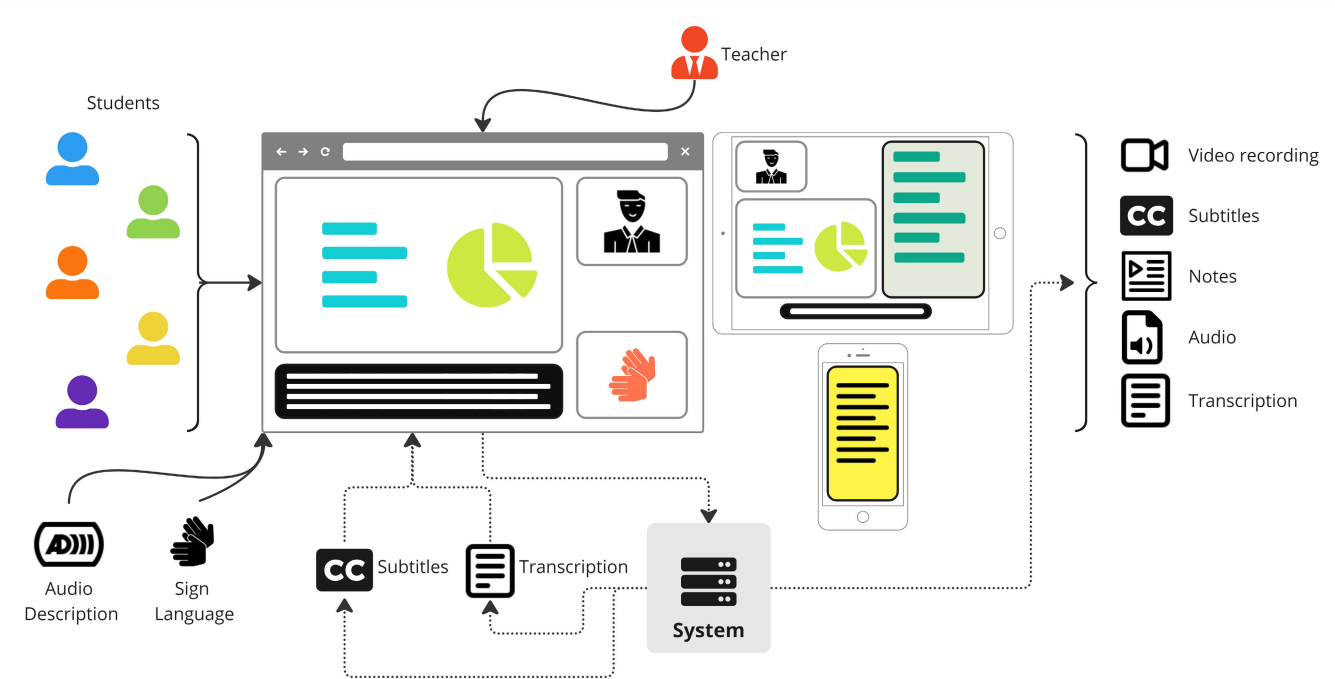 Teacher
Students
Video recording
CC
Subtitles
Notes
Audio
Transcription
AD
Audio
Description
Sign
Language
CC
Subtitles
Transcription
System